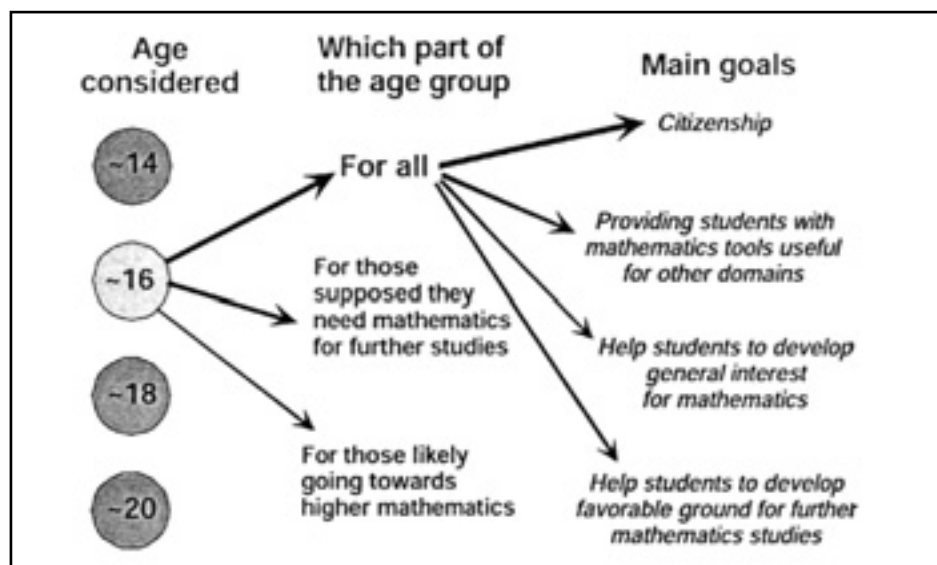 Age
considered
Which part of
the age group
Main goals
~14
~16
~18
~20
For all
For those
supposed they
need mathematics
for further studies
For those likely
going towards
higher mathematics
Citizenship
Providing students with
mathematics tools useful
for other domains
Help students to develop
general interest
for mathematics
Help students to develop
favorable ground for further
mathematics studies